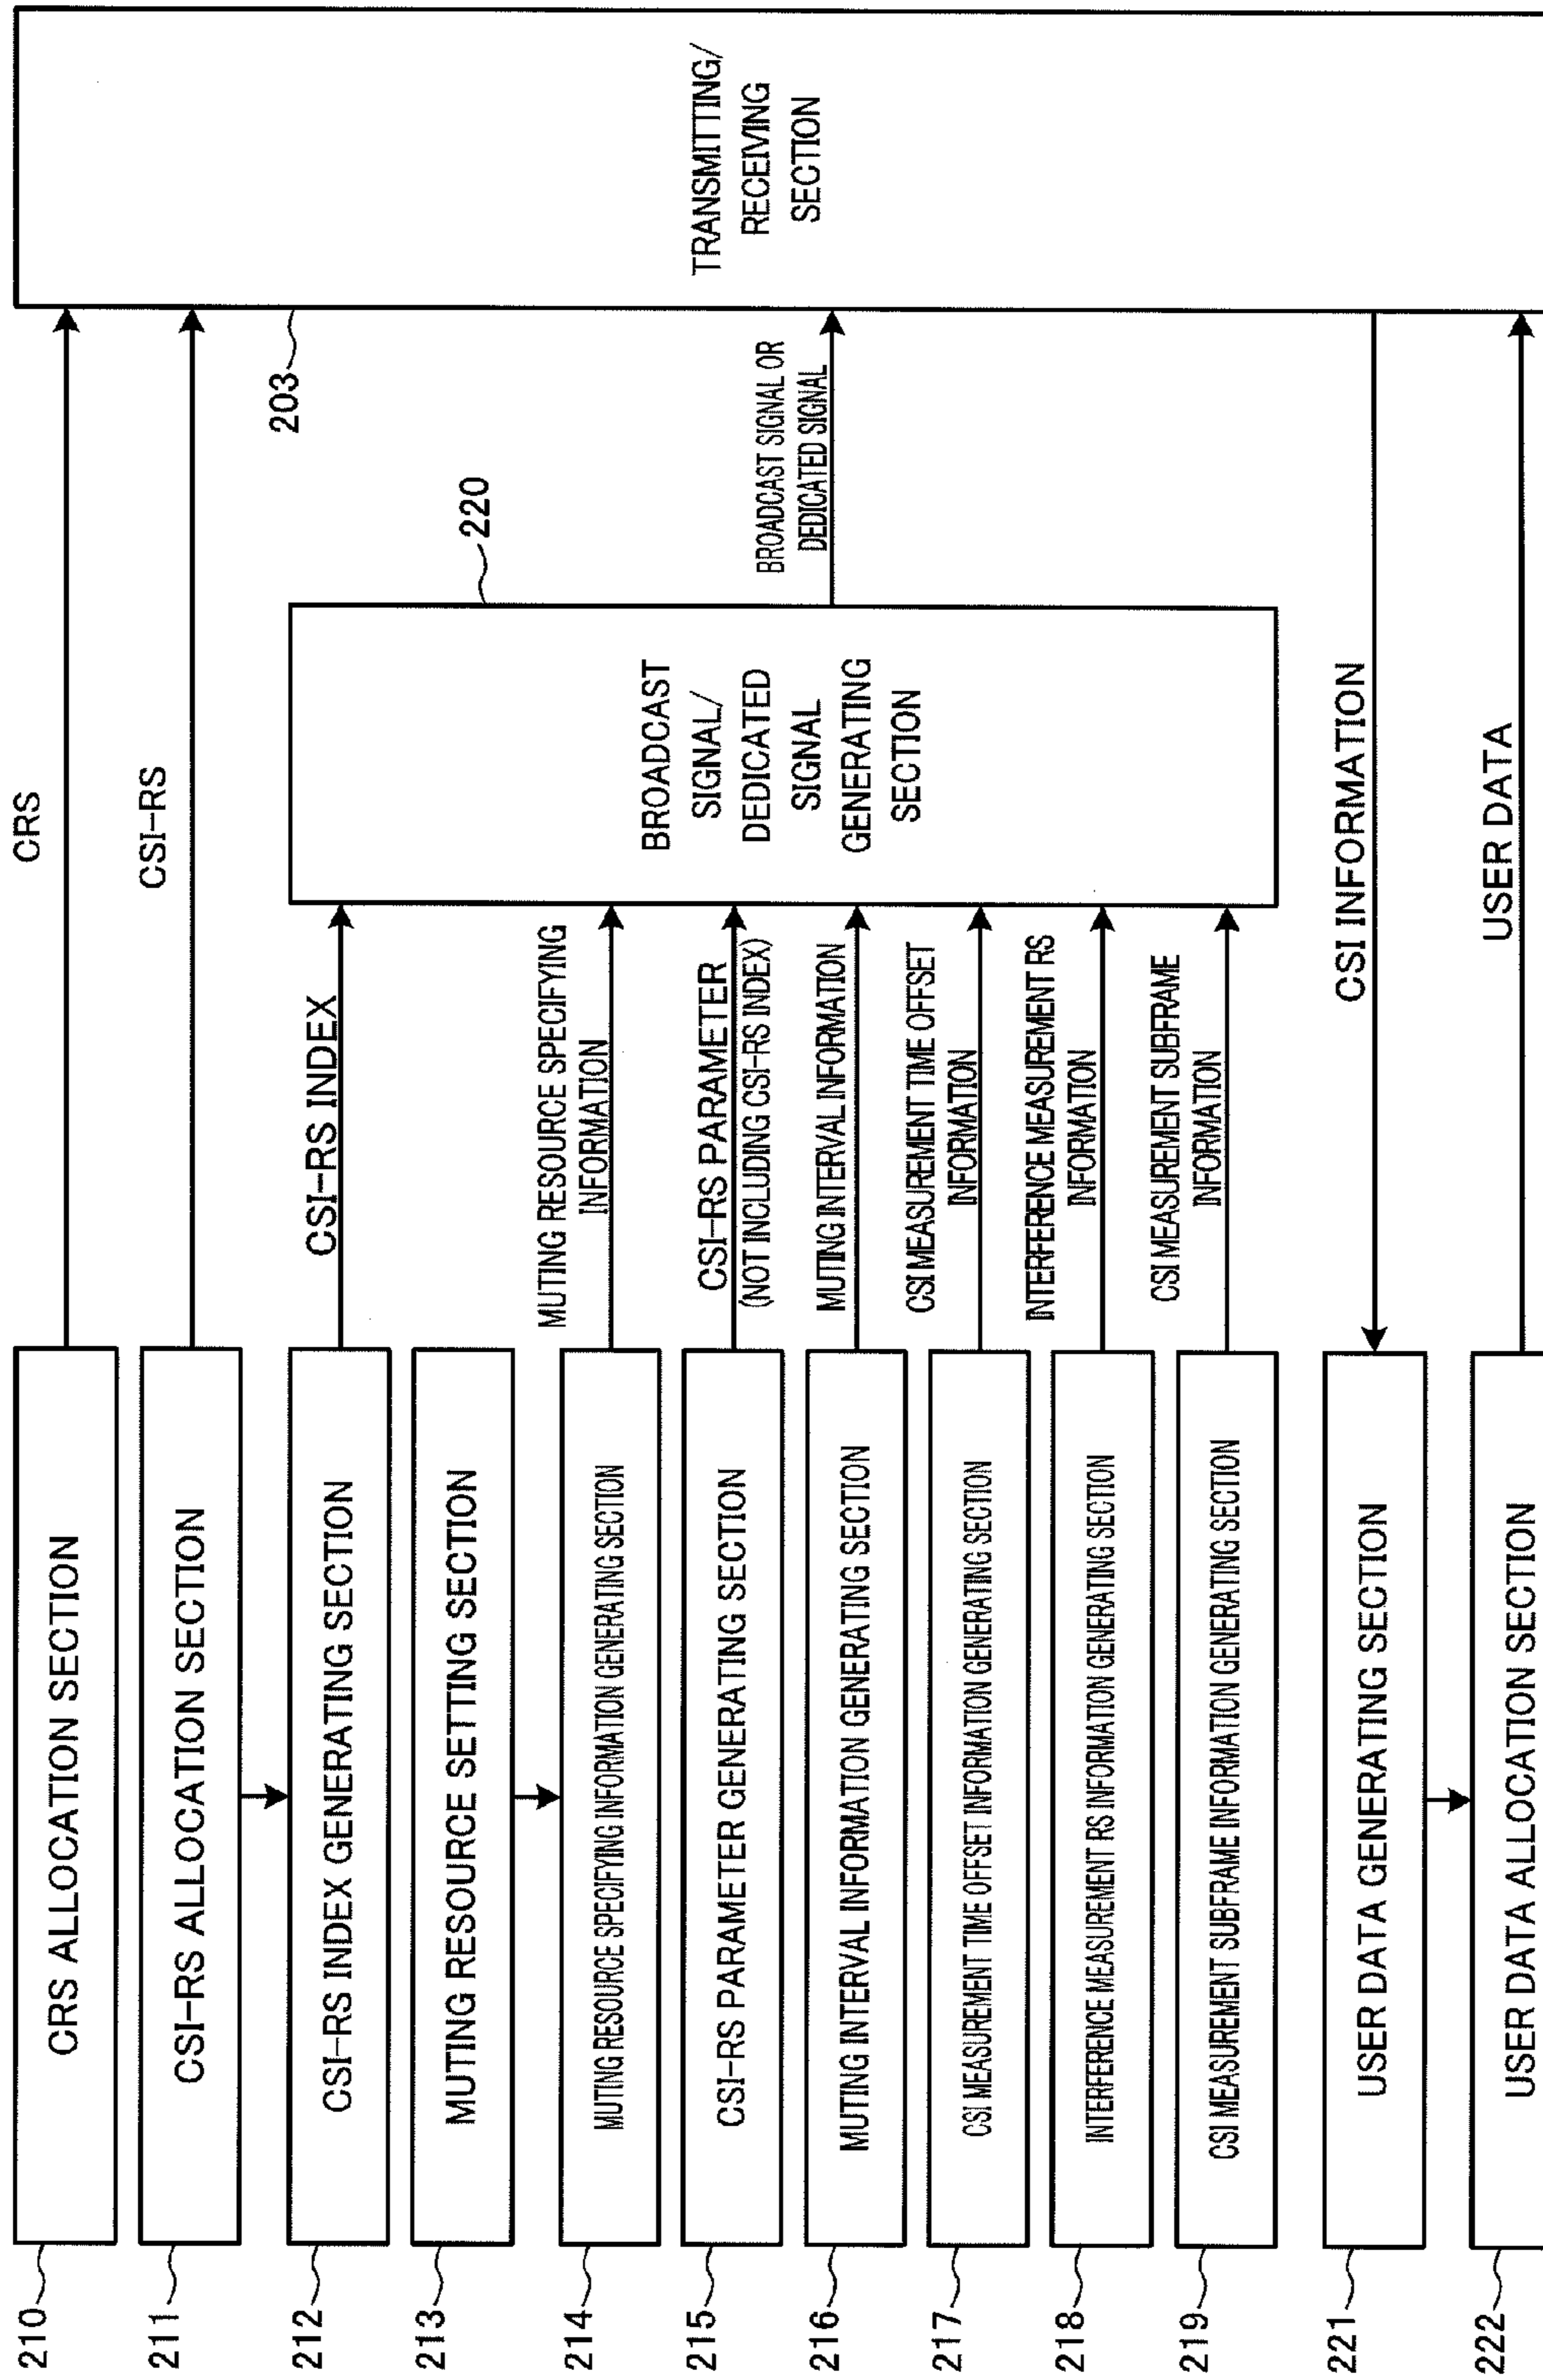 210
CRS ALLOCATION SECTION
CRS
211
CSI-RS ALLOCATION SECTION
CSI-RS
203
TRANSMITTING/
RECEIVING
SECTION
212
CSI-RS INDEX GENERATING SECTION
CSI-RS INDEX
213
MUTING RESOURCE SETTING SECTION
220
BROADCAST
SIGNAL/
DEDICATED
SIGNAL
GENERATING
SECTION
BROADCAST SIGNAL OR
DEDICATED SIGNAL
214
MUTING RESOURCE SPECIFYING INFORMATION GENERATING SECTION
MUTING RESOURCE SPECIFYING
INFORMATION
215
CSI-RS PARAMETER GENERATING SECTION
CSI-RS PARAMETER
(NOT INCLUDING CSI-RS INDEX)
216
MUTING INTERVAL INFORMATION GENERATING SECTION
MUTING INTERVAL INFORMATION
217
CSI MEASUREMENT TIME OFFSET INFORMATION GENERATING SECTION
CSI MEASUREMENT TIME OFFSET
INFORMATION
218
INTERFERENCE MEASUREMENT RS INFORMATION GENERATING SECTION
INTERFERENCE MEASUREMENT RS
INFORMATION
219
CSI MEASUREMENT SUBFRAME INFORMATION GENERATING SECTION
CSI MEASUREMENT SUBFRAME
INFORMATION
221
USER DATA GENERATING SECTION
CSI INFORMATION
222
USER DATA ALLOCATION SECTION
USER DATA